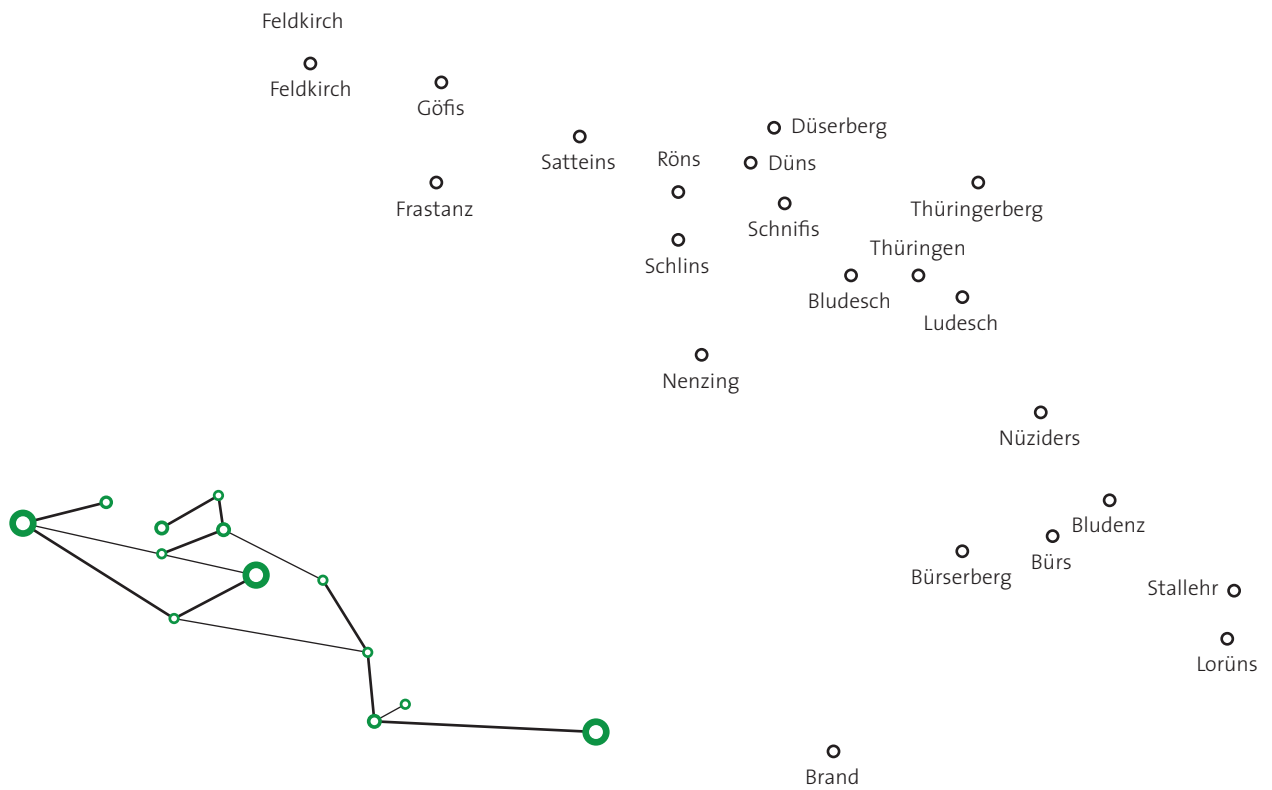 Feldkirch
Feldkirch
Göfis
Düserberg
Satteins
Röns
Düns
Frastanz
Thüringerberg
Schnifis
Thüringen
Schlins
Bludesch
Ludesch
Nenzing
Nüziders
Bludenz
Bürs
Bürserberg
Stallehr
Lorüns
Brand